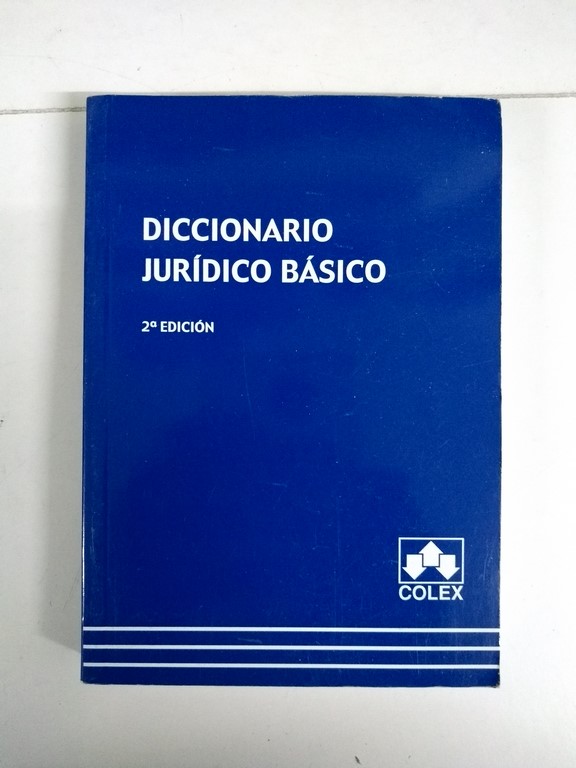 DICCIONARIO
JURÍDICO BÁSICO
2ª EDICIÓN
COLEX